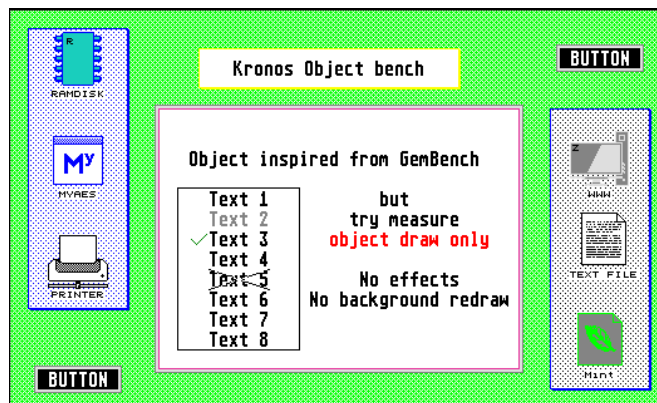 R
RAMDISK
My
MYAES
PRINTER
BUTTON
Kronos Object bench
Object inspired from GemBench
Text 1
Text 2
Text 3
Text 4
Text 5
Text 6
Text 7
Text 8
but
try measure
object draw only
No effects
No background redraw
BUTTON
Z
WWW
TEXT FILE
Mint